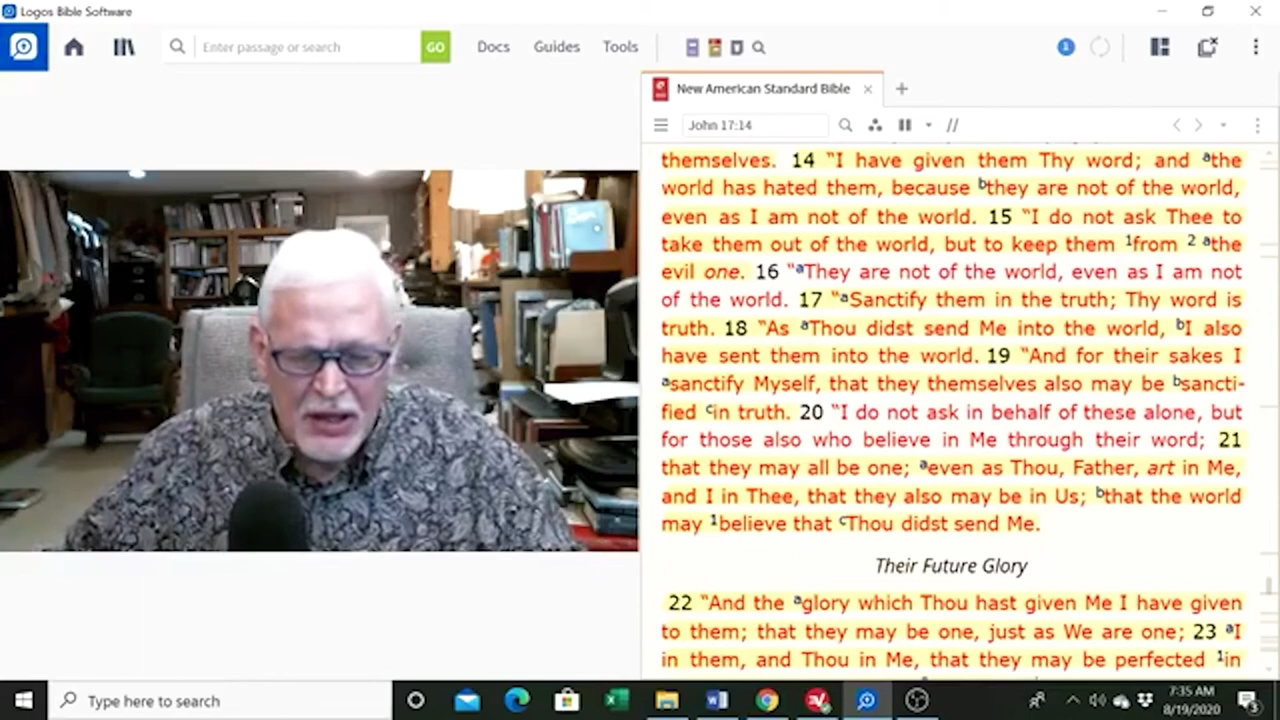 Logos Bible Software
Enter passage or search
GO
Docs
Guides
Tools
1
New American Standard Bible
John 17:14
themselves. 14 “I have given them Thy word; and ᵃthe
world has hated them, because ᵇthey are not of the world,
even as I am not of the world. 15 “I do not ask Thee to
take them out of the world, but to keep them ¹from ² ᵃthe
evil one. 16 “ᵃThey are not of the world, even as I am not
of the world. 17 “ᵃSanctify them in the truth; Thy word is
truth. 18 “As ᵃThou didst send Me into the world, ᵇI also
have sent them into the world. 19 “And for their sakes I
ᵃsanctify Myself, that they themselves also may be ᵇsancti-
fied ᶜin truth. 20 “I do not ask in behalf of these alone, but
for those also who believe in Me through their word; 21
that they may all be one; ᵃeven as Thou, Father, art in Me,
and I in Thee, that they also may be in Us; ᵇthat the world
may ¹believe that ᶜThou didst send Me.
Their Future Glory
22 “And the ᵃglory which Thou hast given Me I have given
to them; that they may be one, just as We are one; 23 ᵃI
in them, and Thou in Me, that they may be perfected ¹in
Type here to search
7:35 AM
8/19/2020
3